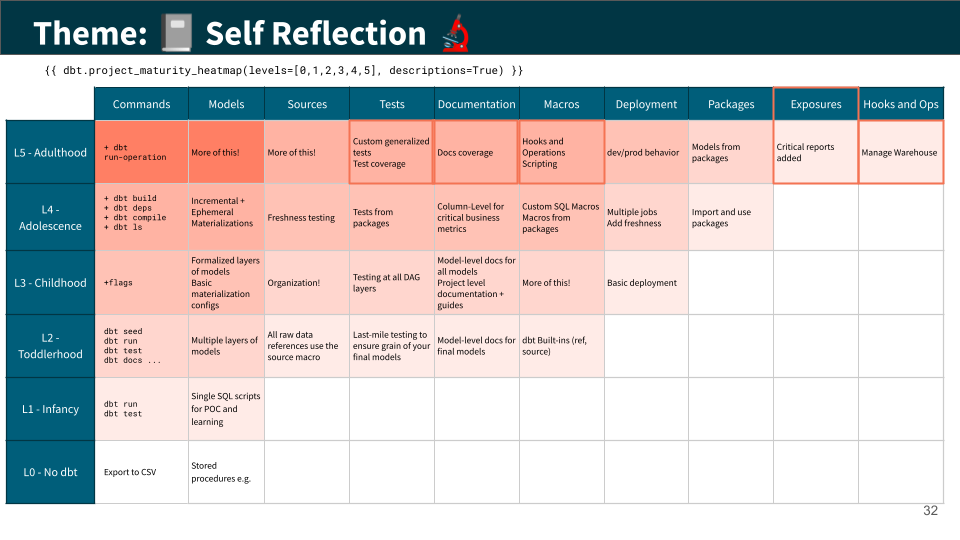 Theme: 📓 Self Reflection 🔬
{{ dbt.project_maturity_heatmap(levels=[0,1,2,3,4,5], descriptions=True) }}
Commands
Models
Sources
Tests
Documentation
Macros
Deployment
Packages
Exposures
Hooks and Ops
L5 - Adulthood
+ dbt
run-operation
More of this!
More of this!
Custom generalized
tests
Test coverage
Docs coverage
Hooks and
Operations
Scripting
dev/prod behavior
Models from
packages
Critical reports
added
Manage Warehouse
L4 -
Adolescence
+ dbt build
+ dbt deps
+ dbt compile
+ dbt ls
Incremental +
Ephemeral
Materializations
Freshness testing
Tests from
packages
Column-Level for
critical business
metrics
Custom SQL Macros
Macros from
packages
Multiple jobs
Add freshness
Import and use
packages
L3 - Childhood
+flags
Formalized layers
of models
Basic
materialization
configs
Organization!
Testing at all DAG
layers
Model-level docs for
all models
Project level
documentation +
guides
More of this!
Basic deployment
L2 -
Toddlerhood
dbt seed
dbt run
dbt test
dbt docs ...
Multiple layers of
models
All raw data
references use the
source macro
Last-mile testing to
ensure grain of your
final models
Model-level docs for
final models
dbt Built-ins (ref,
source)
L1 - Infancy
dbt run
dbt test
Single SQL scripts
for POC and
learning
L0 - No dbt
Export to CSV
Stored
procedures e.g.
32